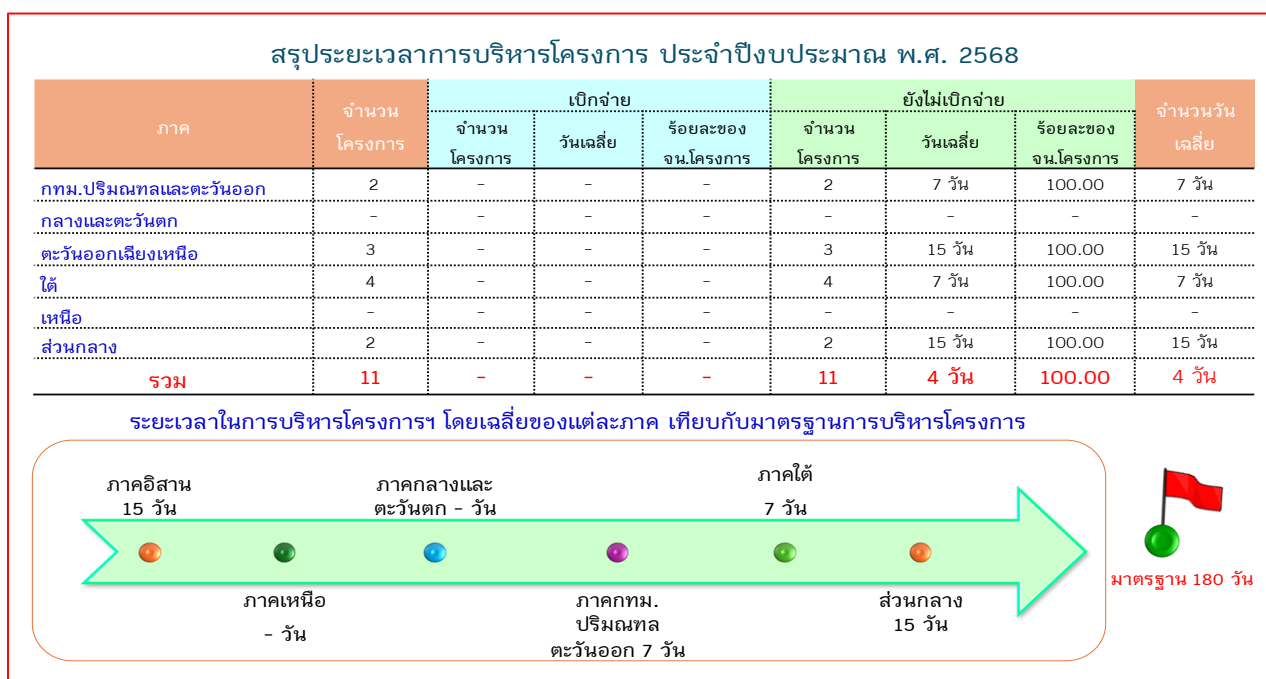 สรุประยะเวลาการบริหารโครงการ ประจำปีงบประมาณ พ.ศ. 2568
ภาค จำนวนโครงการ เบิกจ่าย ยังไม่เบิกจ่าย จำนวนวันเฉลี่ย
จำนวนโครงการ วันเฉลี่ย ร้อยละของจน.โครงการ จำนวนโครงการ วันเฉลี่ย ร้อยละของจน.โครงการ
กทม.ปริมณฑลและตะวันออก 2 - - - 2 7 วัน 100.00 7 วัน
กลางและตะวันตก - - - - - - - -
ตะวันออกเฉียงเหนือ 3 - - - 3 15 วัน 100.00 15 วัน
ใต้ 4 - - - 4 7 วัน 100.00 7 วัน
เหนือ - - - - - - - -
ส่วนกลาง 2 - - - 2 15 วัน 100.00 15 วัน
รวม 11 - - - 11 4 วัน 100.00 4 วัน
ระยะเวลาในการบริหารโครงการฯ โดยเฉลี่ยของแต่ละภาค เทียบกับมาตรฐานการบริหารโครงการ
ภาคอิสาน
15 วัน
ภาคกลางและ
ตะวันตก - วัน
ภาคใต้
7 วัน
ภาคเหนือ
- วัน
ภาคกทม.
ปริมณฑล
ตะวันออก 7 วัน
ส่วนกลาง
15 วัน
มาตรฐาน 180 วัน